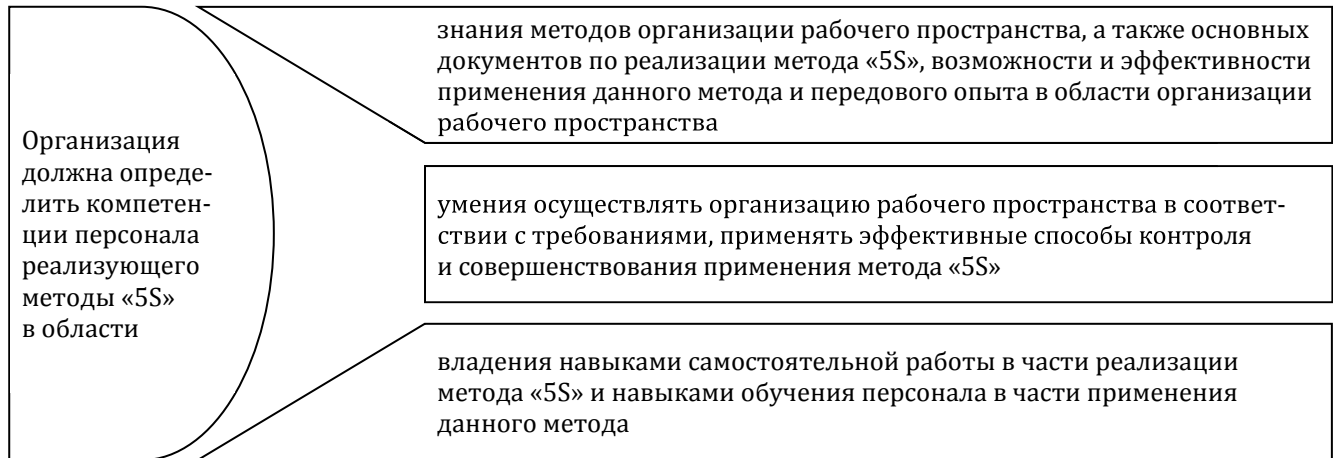 Организация
должна опреде-
лить компетен-
ции персонала
реализующего
методы «5S»
в области
знания методов организации рабочего пространства, а также основных
документов по реализации метода «5S», возможности и эффективности
применения данного метода и передового опыта в области организации
рабочего пространства
умения осуществлять организацию рабочего пространства в соответ-
ствии с требованиями, применять эффективные способы контроля
и совершенствования применения метода «5S»
владения навыками самостоятельной работы в части реализации
метода «5S» и навыками обучения персонала в части применения
данного метода